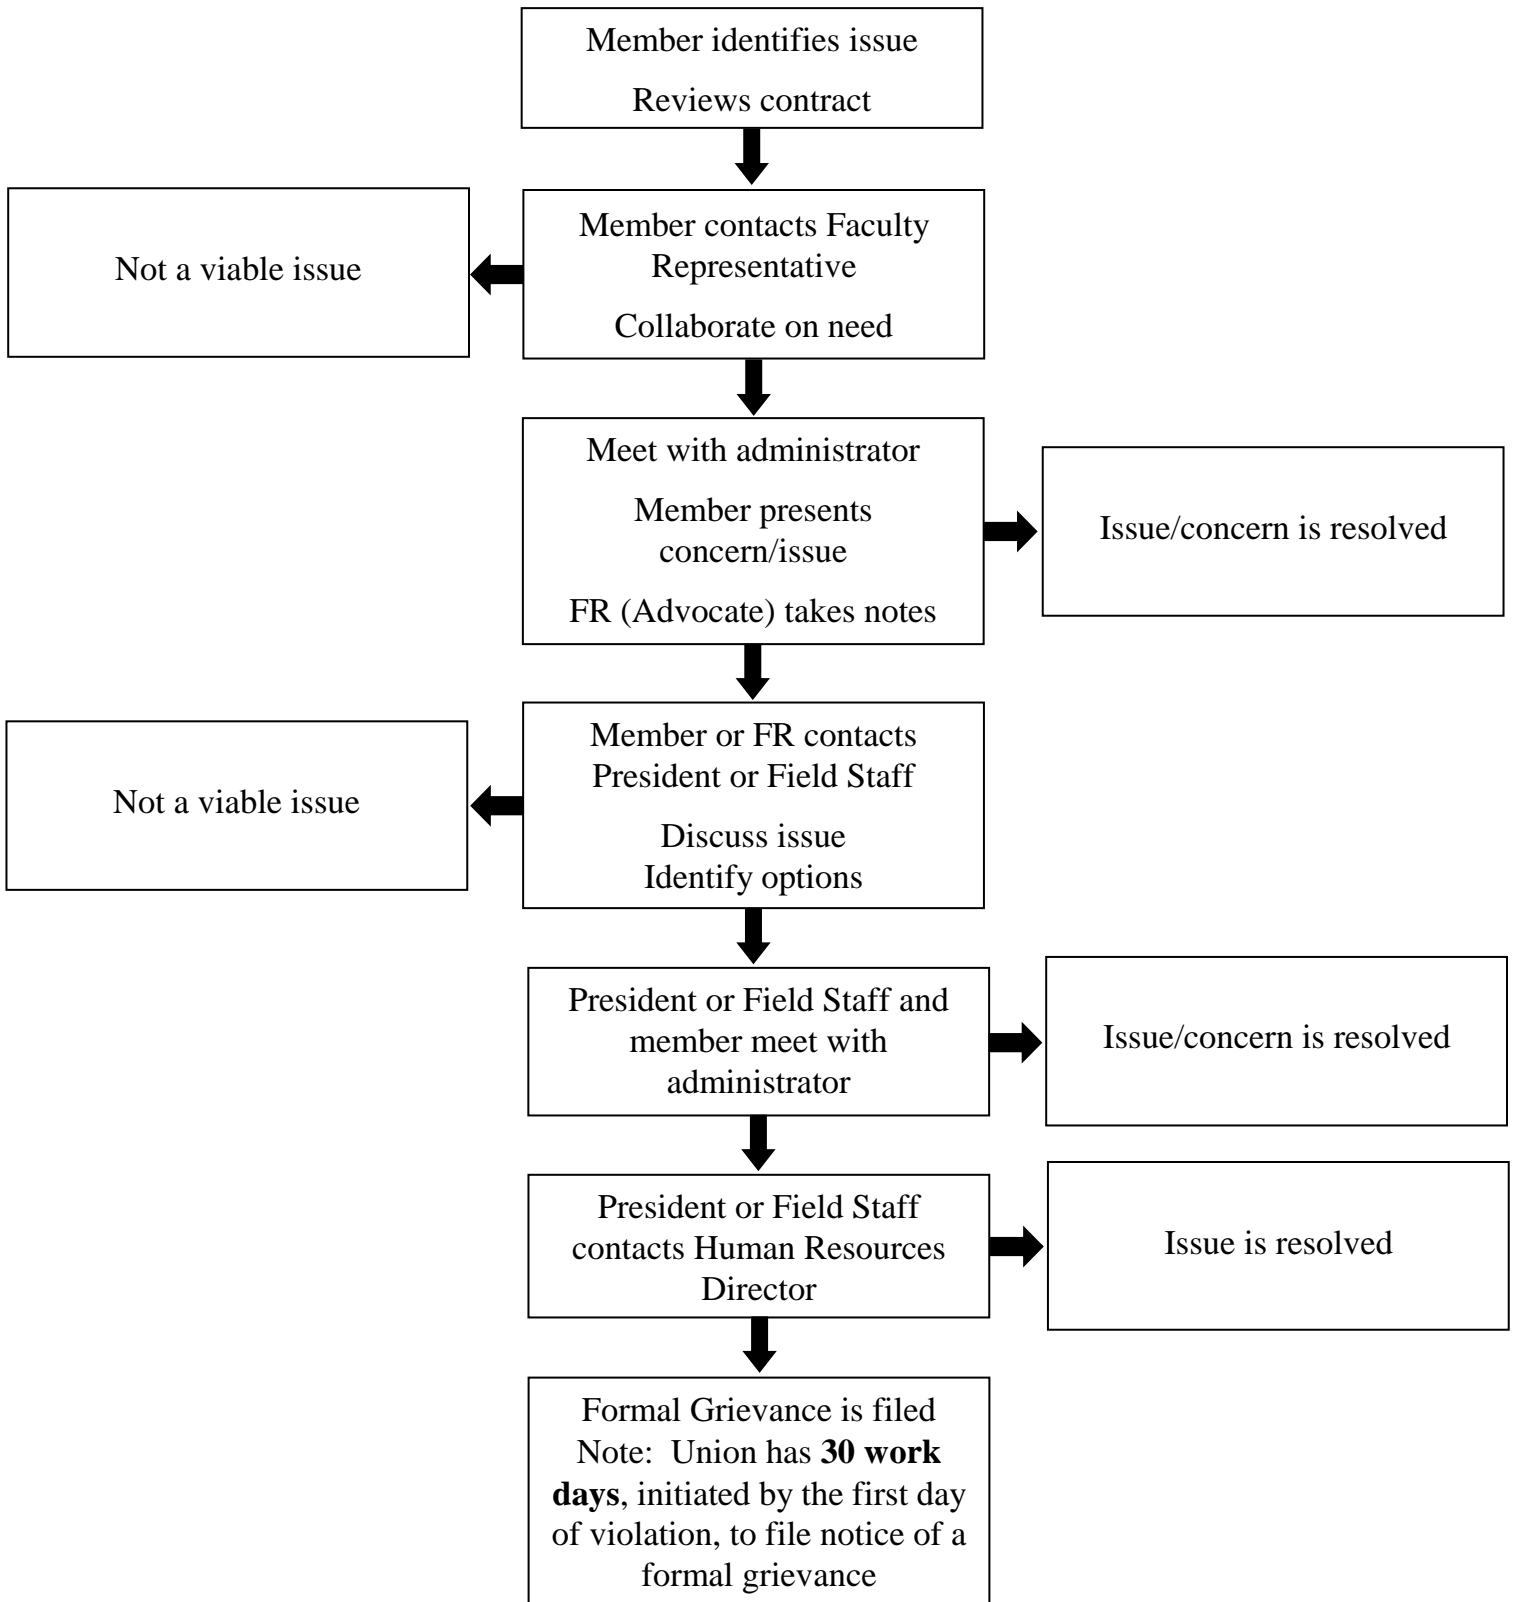 Member identifies issue
Reviews contract
Member contacts Faculty
Representative
Collaborate on need
Not a viable issue
Meet with administrator
Member presents
concern/issue
FR (Advocate) takes notes
Issue/concern is resolved
Member or FR contacts
President or Field Staff
Discuss issue
Identify options
Not a viable issue
President or Field Staff and
member meet with
administrator
Issue/concern is resolved
President or Field Staff
contacts Human Resources
Director
Issue is resolved
Formal Grievance is filed
Note:  Union has 30 work
days, initiated by the first day
of violation, to file notice of a
formal grievance